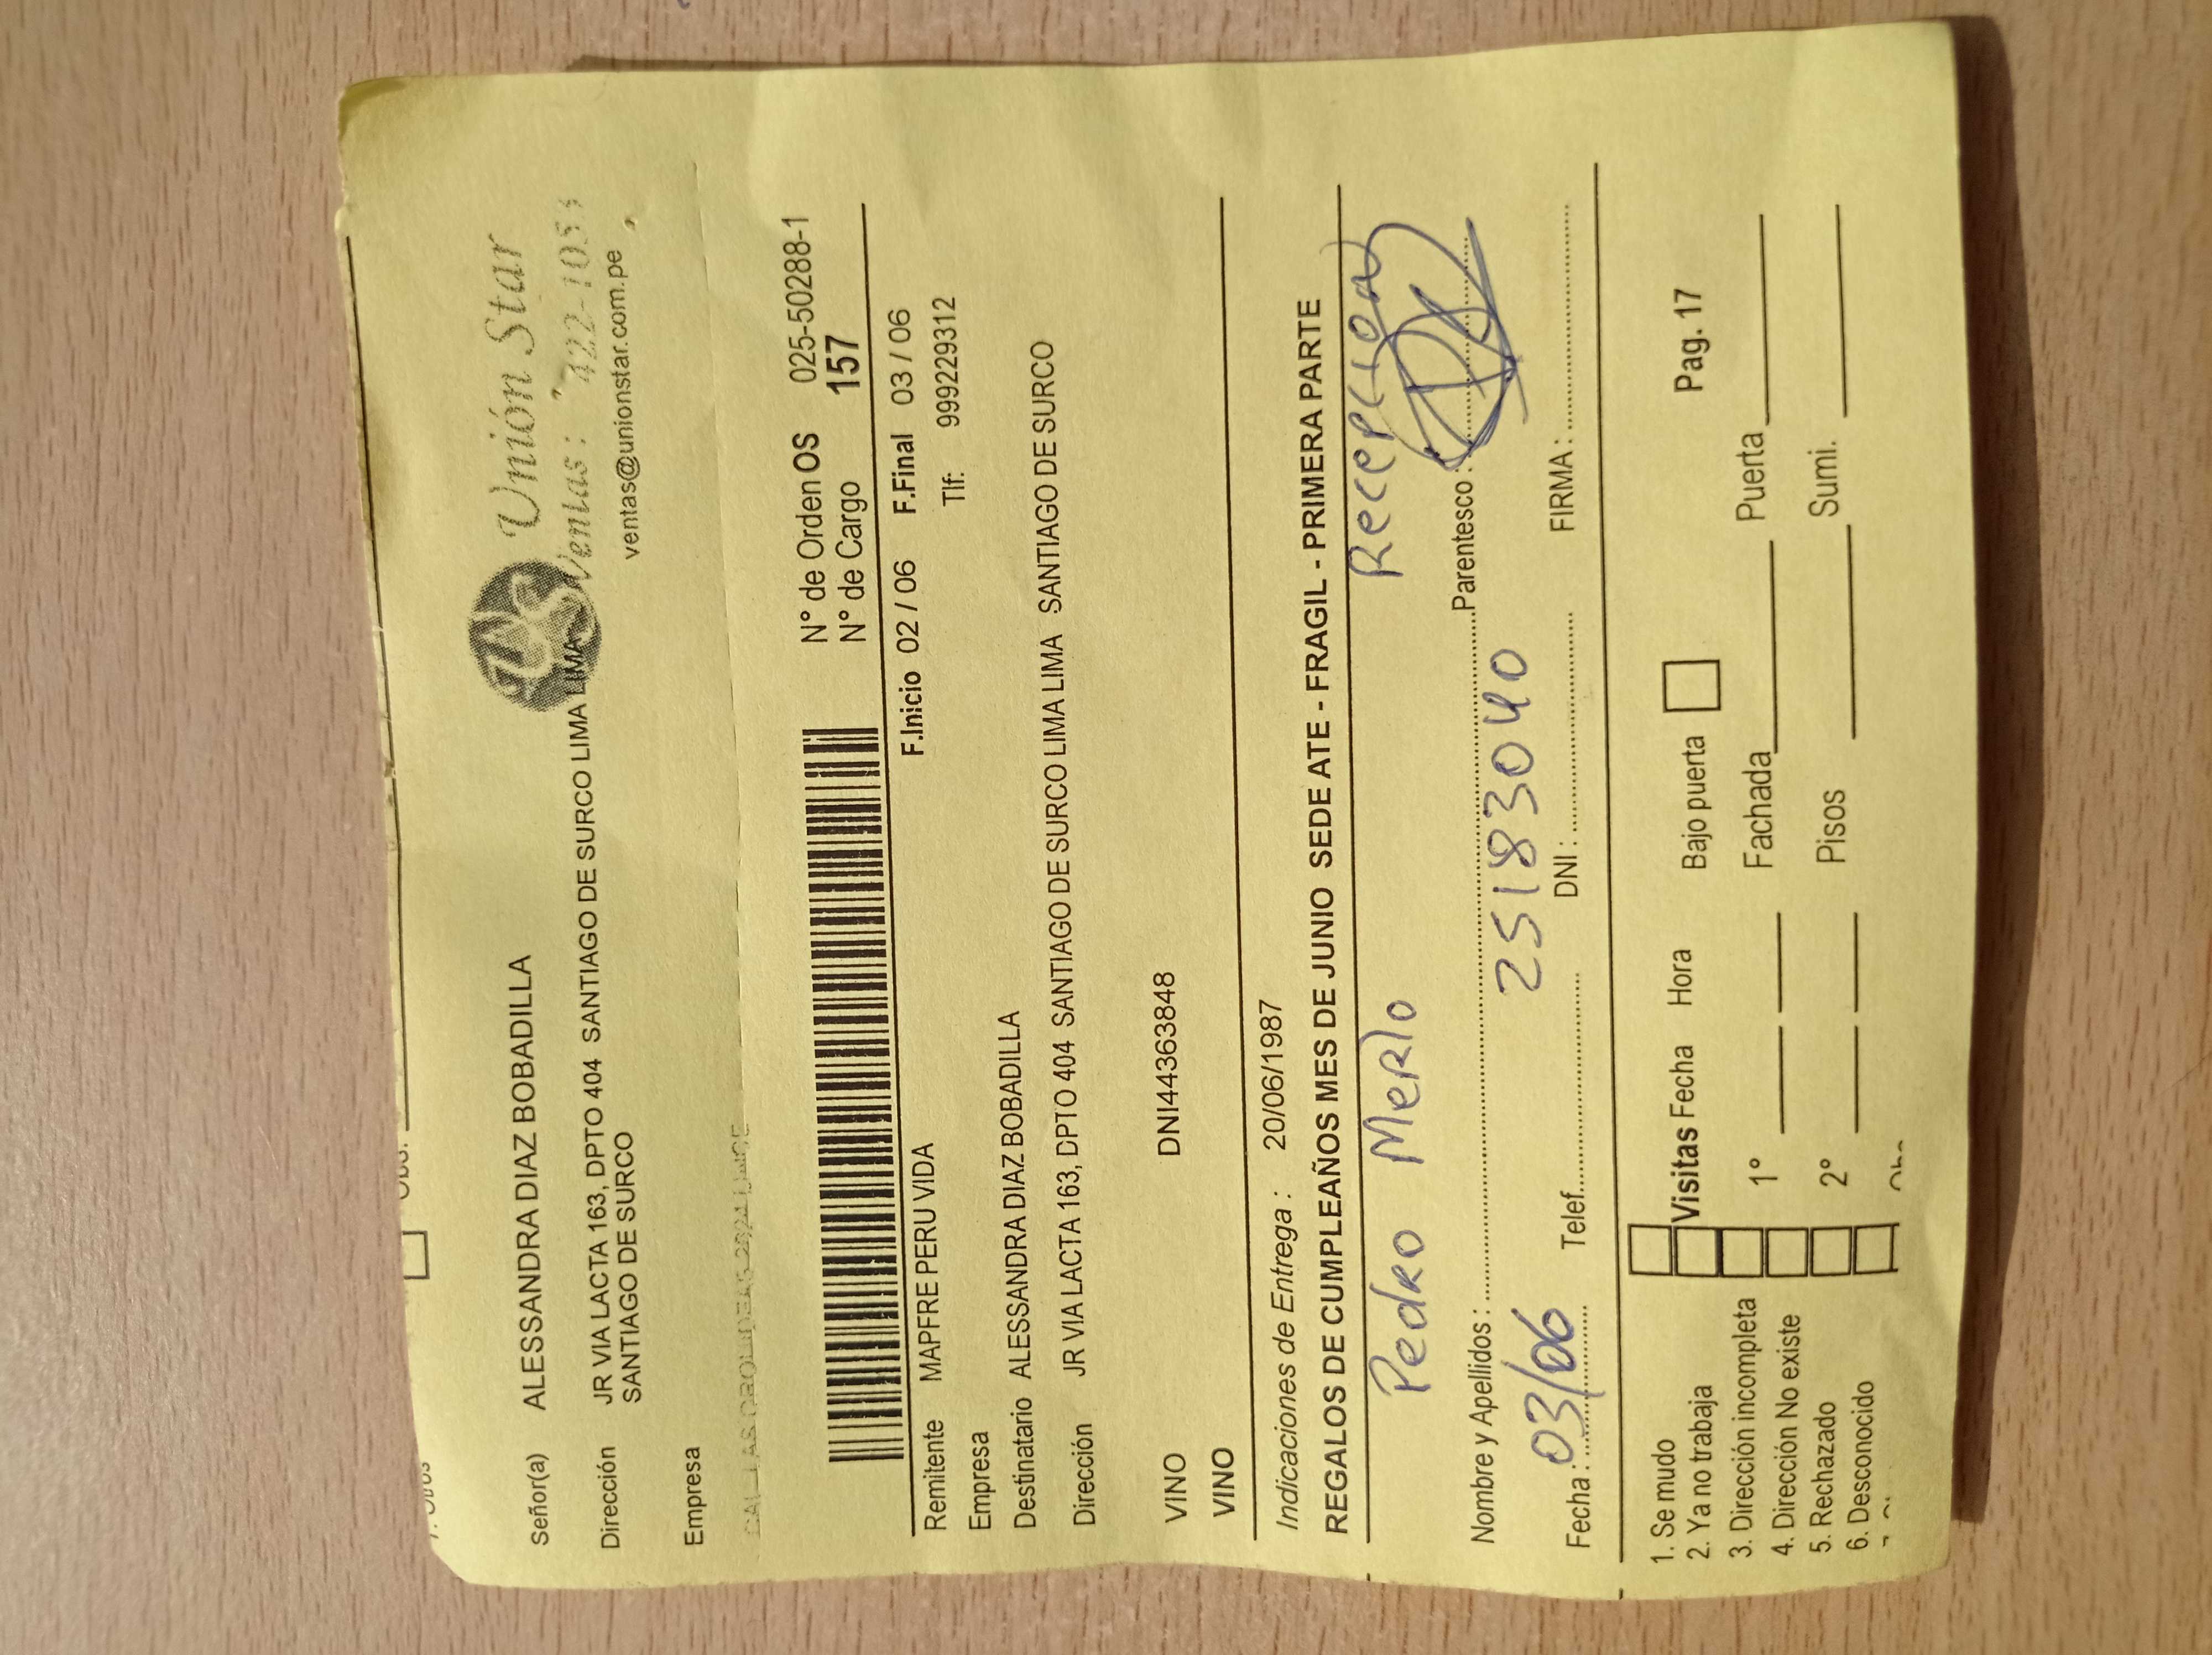 Unión Star
Ventas : 422-105
ventas@unionstar.com.pe
Señor(a) ALESSANDRA DIAZ BOBADILLA
Dirección JR VIA LACTA 163, DPTO 404 SANTIAGO DE SURCO LIMA LIMA
SANTIAGO DE SURCO
Empresa
N° de Orden OS 025-50288-1
N° de Cargo 157
F.Inicio 02 / 06 F.Final 03 / 06
Remitente MAPFRE PERU VIDA Tlf: 999229312
Empresa
Destinatario ALESSANDRA DIAZ BOBADILLA
Dirección JR VIA LACTA 163, DPTO 404 SANTIAGO DE SURCO LIMA LIMA SANTIAGO DE SURCO
VINO DNI44363848
VINO
Indicaciones de Entrega : 20/06/1987
REGALOS DE CUMPLEAÑOS MES DE JUNIO SEDE ATE - FRAGIL - PRIMERA PARTE
Pedro Merlo Recepcion
Nombre y Apellidos : Parentesco :
03/06 25183040
Fecha : Telef. DNI : FIRMA :
1. Se mudo
2. Ya no trabaja
3. Dirección incompleta
4. Dirección No existe
5. Rechazado
6. Desconocido
Visitas Fecha Hora Bajo puerta Pag. 17
1° Fachada Puerta
2° Pisos Sumi.